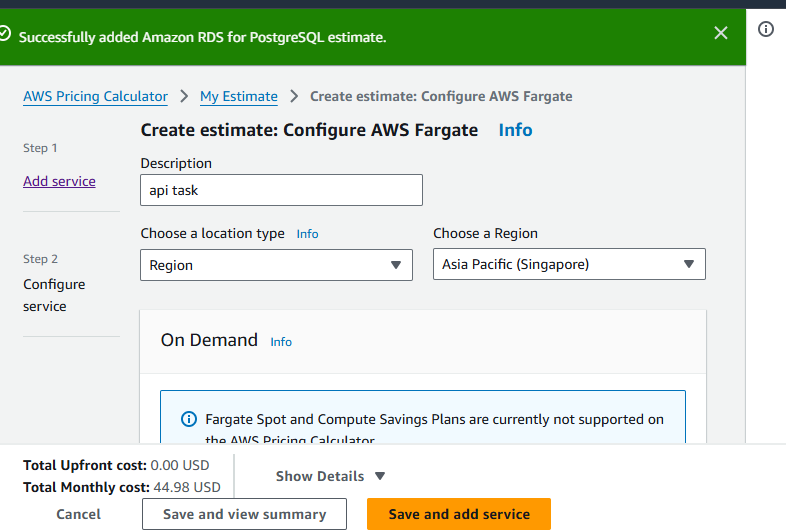 Successfully added Amazon RDS for PostgreSQL estimate.
AWS Pricing Calculator
My Estimate
Create estimate: Configure AWS Fargate
Step 1
Add service
Step 2
Configure
service
Create estimate: Configure AWS Fargate Info
Description
api task
Choose a location type Info
Region
Choose a Region
Asia Pacific (Singapore)
On Demand Info
Fargate Spot and Compute Savings Plans are currently not supported on
the AWS Pricing Calculator
Total Upfront cost: 0.00 USD
Total Monthly cost: 44.98 USD
Show Details
Cancel
Save and view summary
Save and add service